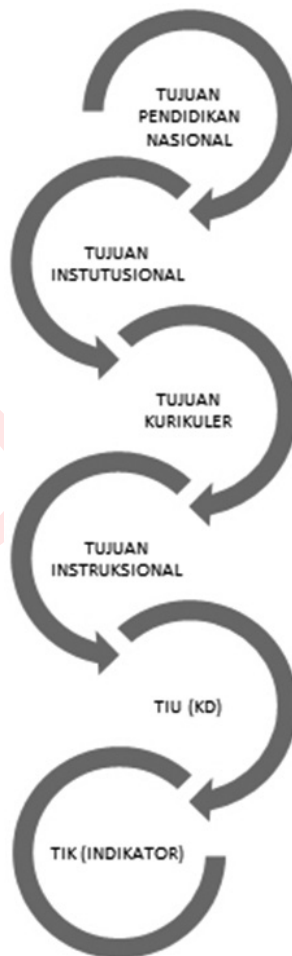 TUJUAN
PENDIDIKAN
NASIONAL
TUJUAN
INSTUTUSIONAL
TUJUAN
KURIKULER
TUJUAN
INSTRUKSIONAL
TIU (KD)
TIK (INDIKATOR)